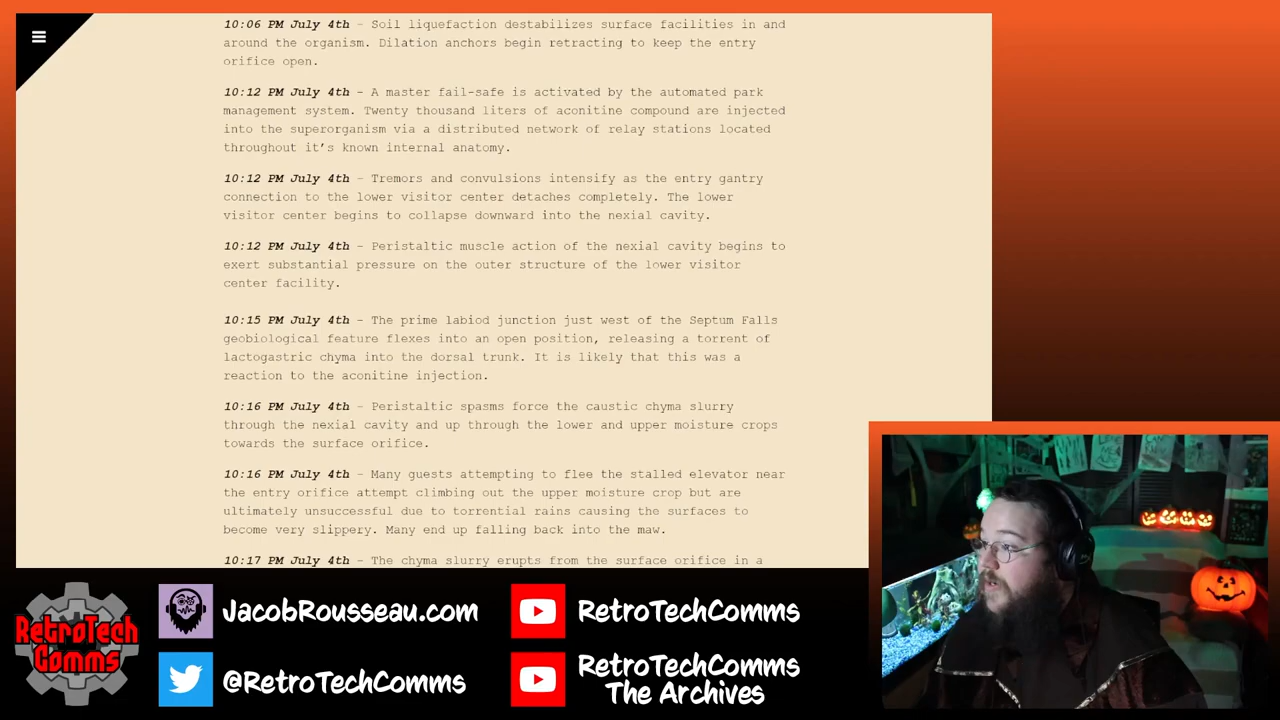 10:06 PM July 4th – Soil liquefaction destabilizes surface facilities in and
around the organism. Dilation anchors begin retracting to keep the entry
orifice open.
10:12 PM July 4th – A master fail-safe is activated by the automated park
management system. Twenty thousand liters of aconitine compound are injected
into the superorganism via a distributed network of relay stations located
throughout it's known internal anatomy.
10:12 PM July 4th – Tremors and convulsions intensify as the entry gantry
connection to the lower visitor center detaches completely. The lower
visitor center begins to collapse downward into the nexial cavity.
10:12 PM July 4th – Peristaltic muscle action of the nexial cavity begins to
exert substantial pressure on the outer structure of the lower visitor
center facility.
10:15 PM July 4th – The prime labiod junction just west of the Septum Falls
geobiological feature flexes into an open position, releasing a torrent of
lactogastric chyma into the dorsal trunk. It is likely that this was a
reaction to the aconitine injection.
10:16 PM July 4th – Peristaltic spasms force the caustic chyma slurry
through the nexial cavity and up through the lower and upper moisture crops
towards the surface orifice.
10:16 PM July 4th – Many guests attempting to flee the stalled elevator near
the entry orifice attempt climbing out the upper moisture crop but are
ultimately unsuccessful due to torrential rains causing the surfaces to
become very slippery. Many end up falling back into the maw.
10:17 PM July 4th – The chyma slurry erupts from the surface orifice in a
RetroTech
Comms
JacobRousseau.com
@RetroTechComms
RetroTechComms
RetroTechComms
The Archives